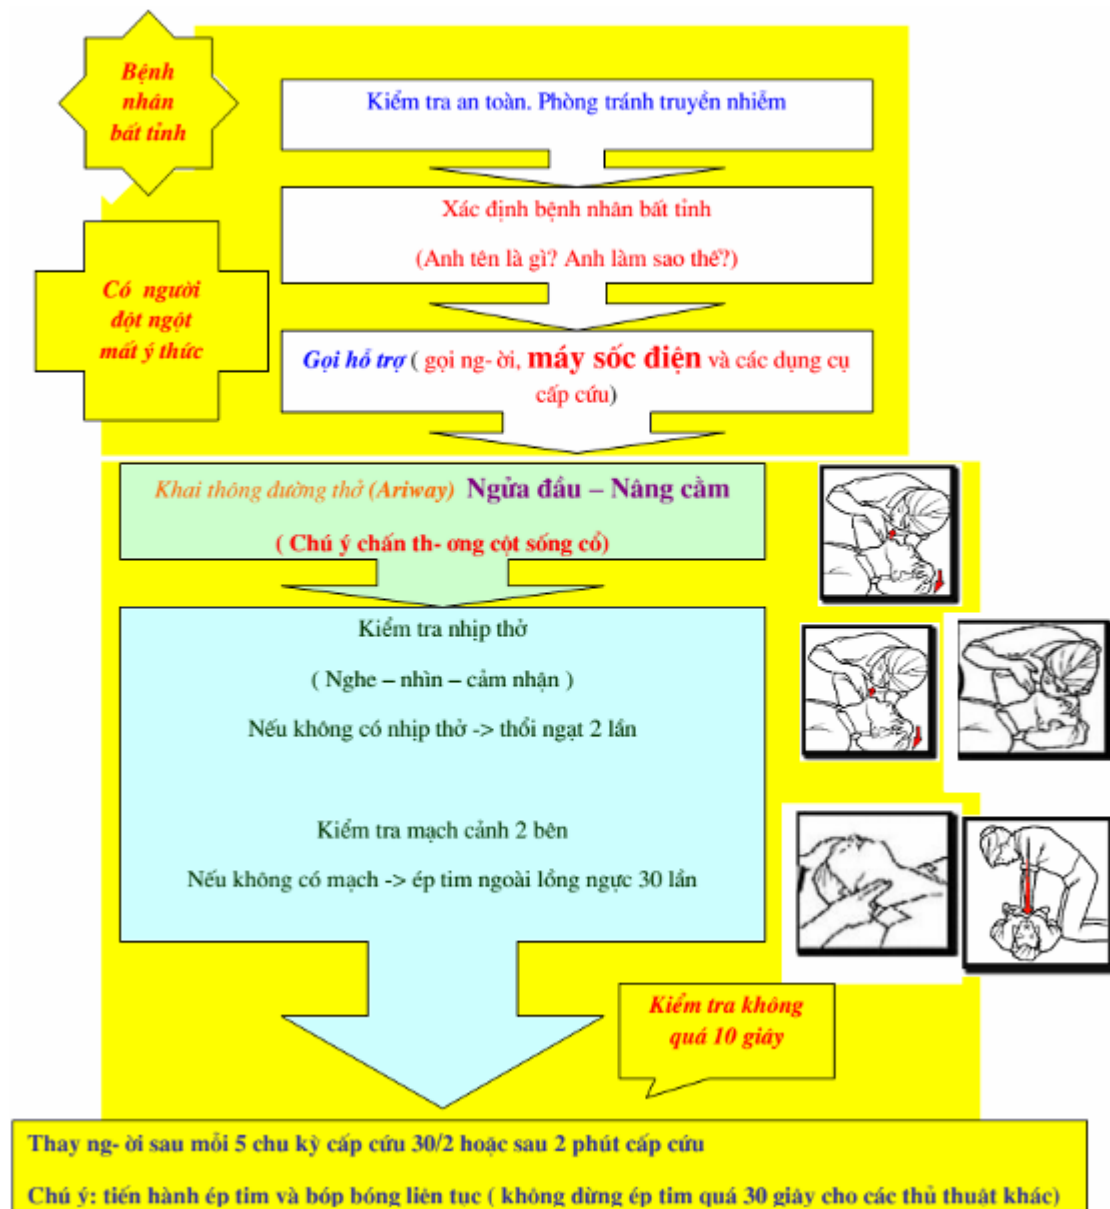 Bệnh
nhân
bất tỉnh
Kiểm tra an toàn. Phòng tránh truyền nhiễm
Xác định bệnh nhân bất tỉnh
(Anh tên là gì? Anh làm sao thế?)
Có người
đột ngột
mất ý thức
Gọi hỗ trợ ( gọi ng- ời, máy sốc điện và các dụng cụ
cấp cứu)
Khai thông đường thở (Ariway) Ngửa đầu – Nâng cằm
( Chú ý chấn th- ơng cột sống cổ)
Kiểm tra nhịp thở
( Nghe – nhìn – cảm nhận )
Nếu không có nhịp thở -> thổi ngạt 2 lần
Kiểm tra mạch cảnh 2 bên
Nếu không có mạch -> ép tim ngoài lồng ngực 30 lần
Kiểm tra không
quá 10 giây
Thay ng- ời sau mỗi 5 chu kỳ cấp cứu 30/2 hoặc sau 2 phút cấp cứu
Chú ý: tiến hành ép tim và bóp bóng liên tục ( không dừng ép tim quá 30 giây cho các thủ thuật khác)